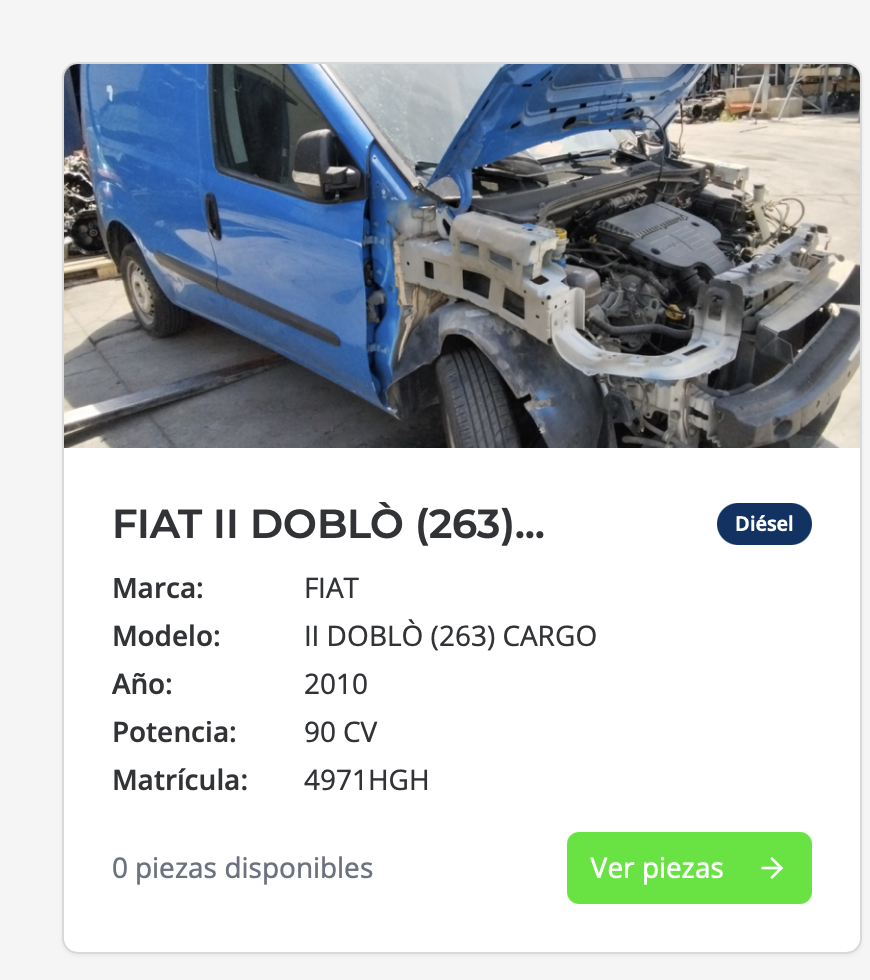 FIAT II DOBLÒ (263)...
Diésel
Marca: FIAT
Modelo: II DOBLÒ (263) CARGO
Año: 2010
Potencia: 90 CV
Matrícula: 4971HGH
0 piezas disponibles
Ver piezas →